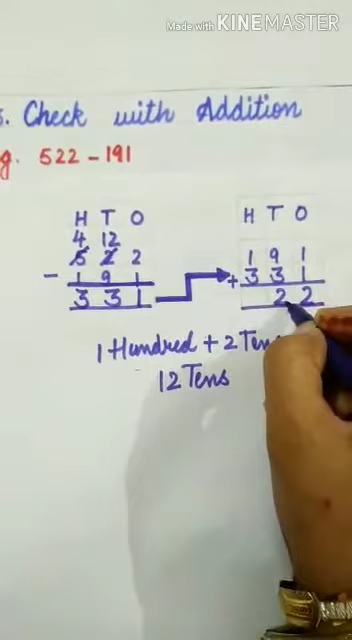 Made with KINEMASTER
. Check with Addition
g. 522 - 191
H T O
4 12
5 2 2
- 1 9 1
3 3 1
H T O
1 9 1
+ 3 3 1
2 2
1 Hundred + 2 Tens
12 Tens